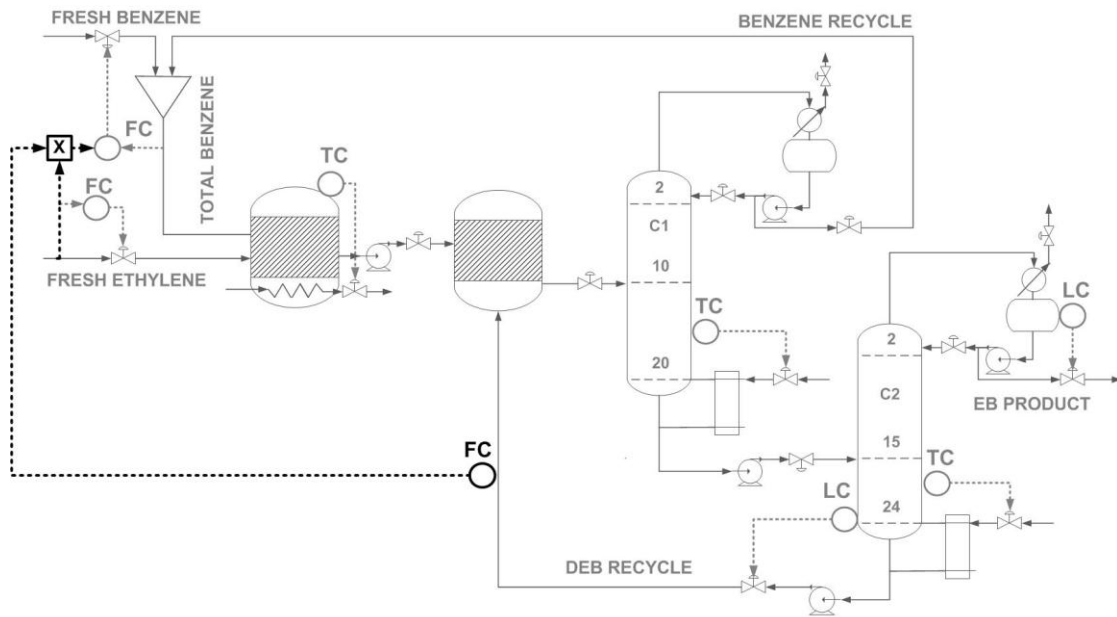 FRESH BENZENE
BENZENE RECYCLE
TOTAL BENZENE
FC
X
TC
FC
FRESH ETHYLENE
2
C1
10
TC
20
LC
2
C2
EB PRODUCT
15
TC
FC
LC
24
DEB RECYCLE